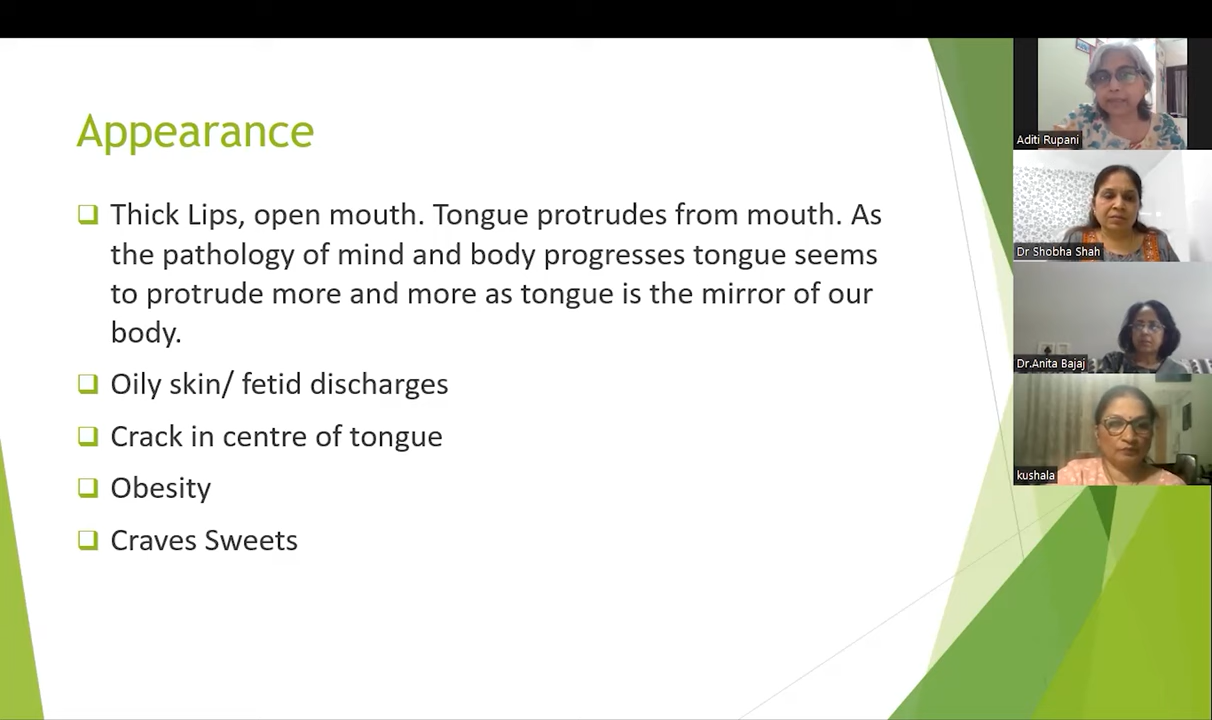 Appearance
Thick Lips, open mouth. Tongue protrudes from mouth. As
the pathology of mind and body progresses tongue seems
to protrude more and more as tongue is the mirror of our
body.
Oily skin/ fetid discharges
Crack in centre of tongue
Obesity
Craves Sweets
Aditi Rupani
Dr Shobha Shah
Dr.Anita Bajaj
kushala